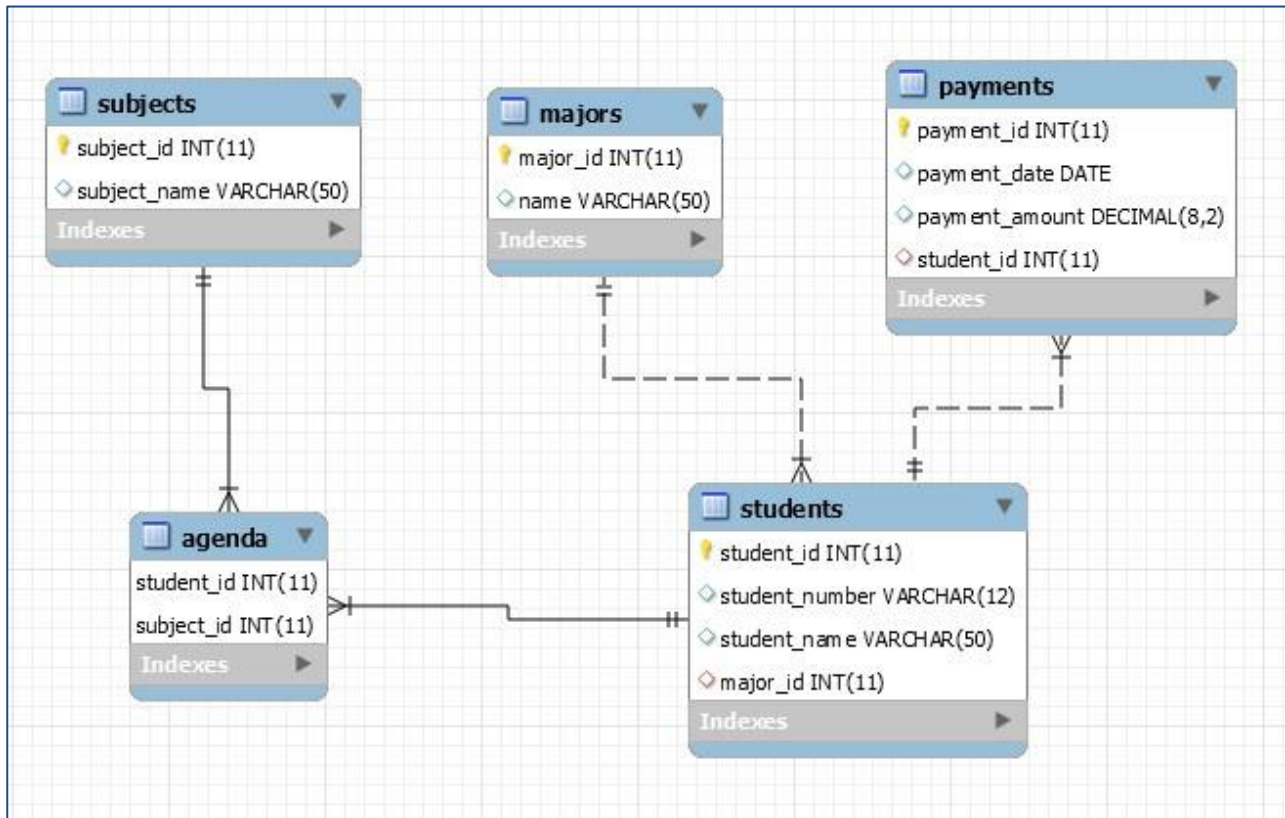 subjects
subject_id INT(11)
subject_name VARCHAR(50)
Indexes
majors
major_id INT(11)
name VARCHAR(50)
Indexes
payments
payment_id INT(11)
payment_date DATE
payment_amount DECIMAL(8,2)
student_id INT(11)
Indexes
agenda
student_id INT(11)
subject_id INT(11)
Indexes
students
student_id INT(11)
student_number VARCHAR(12)
student_name VARCHAR(50)
major_id INT(11)
Indexes